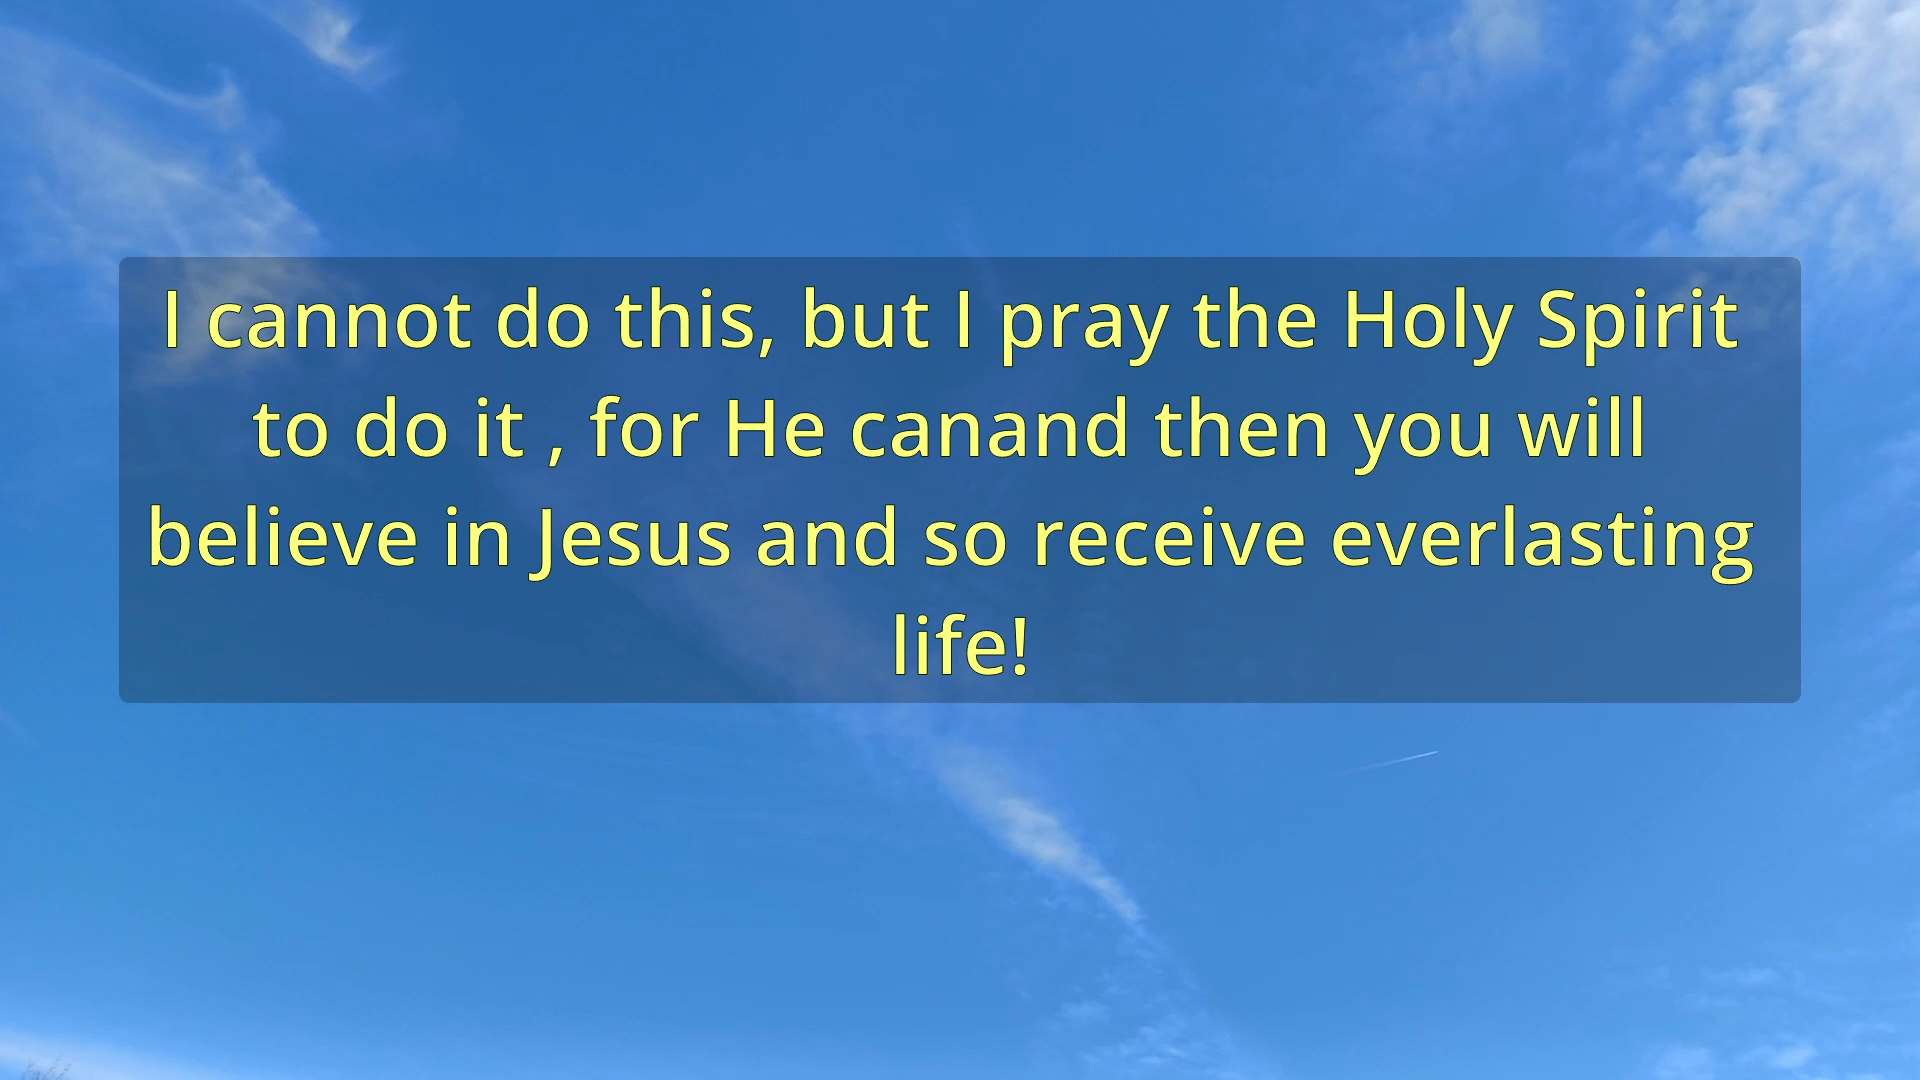 I cannot do this, but I pray the Holy Spirit
to do it , for He canand then you will
believe in Jesus and so receive everlasting
life!